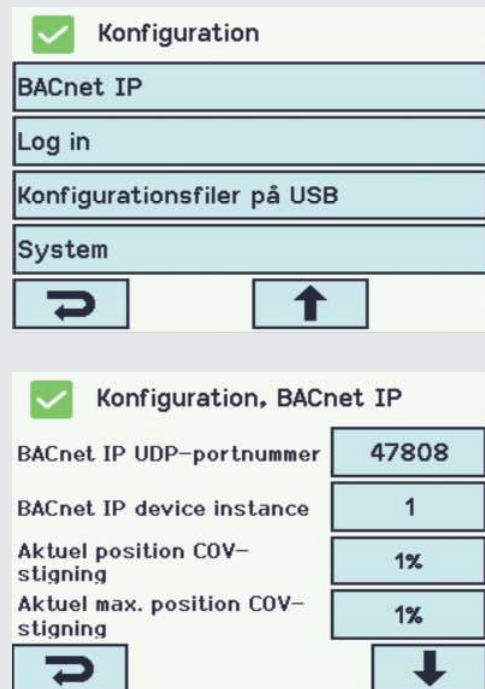 Konfiguration
BACnet IP
Log in
Konfigurationsfiler på USB
System
Konfiguration, BACnet IP
BACnet IP UDP-portnummer 47808
BACnet IP device instance 1
Aktuel position COV-
stigning 1%
Aktuel max. position COV-
stigning 1%